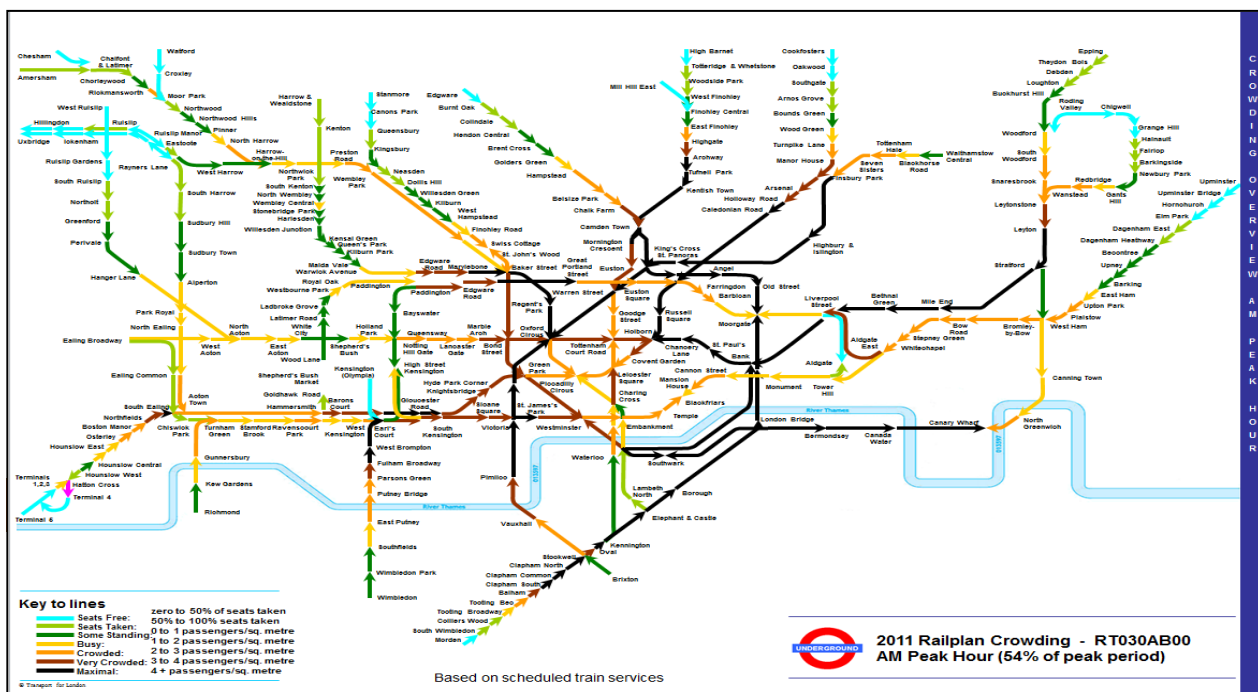 CROWDING OVERVIEW AM PEAK HOUR
Chesham
Chalfont
& Latimer
Watford
Croxley
Amersham
Chorleywood
Rickmansworth
Moor Park
Northwood
Northwood Hills
Pinner
North Harrow
Harrow-
on-the-Hill
West Ruislip
Hillingdon
Ruislip
Ruislip Manor
Eastcote
Uxbridge
Ickenham
Ruislip Gardens
Rayners Lane
West Harrow
South Ruislip
Northolt
Greenford
Perivale
Hanger Lane
South Harrow
Sudbury Hill
Sudbury Town
Alperton
Park Royal
North Ealing
Ealing Broadway
Ealing Common
West
Acton
North
Acton
East
Acton
White
City
Wood Lane
Shepherd's Bush
Market
Goldhawk Road
Hammersmith
Harrow &
Wealdstone
Kenton
Preston
Road
Northwick
Park
Wembley
Park
South Kenton
North Wembley
Wembley Central
Stonebridge Park
Harlesden
Willesden Junction
Kensal Green
Queen's Park
Kilburn Park
Maida Vale
Warwick Avenue
Royal Oak
Westbourne Park
Ladbroke Grove
Latimer Road
Paddington
Paddington
Edgware
Road
Marylebone
Edgware
Road
Baker Street
Great
Portland
Street
Stanmore
Canons Park
Queensbury
Kingsbury
Neasden
Dollis Hill
Willesden Green
Kilburn
West
Hampstead
Finchley Road
Swiss Cottage
St. John's Wood
Edgware
Burnt Oak
Colindale
Hendon Central
Brent Cross
Golders Green
Hampstead
Belsize Park
Chalk Farm
Camden Town
Mornington
Crescent
Euston
Warren Street
Euston
Square
High Barnet
Totteridge & Whetstone
Woodside Park
Mill Hill East
West Finchley
Finchley Central
East Finchley
Highgate
Archway
Tufnell Park
Kentish Town
Cockfosters
Oakwood
Southgate
Arnos Grove
Bounds Green
Wood Green
Turnpike Lane
Manor House
Finsbury Park
Arsenal
Holloway Road
Caledonian Road
Highbury &
Islington
King's Cross
St. Pancras
Angel
Old Street
Farringdon
Barbican
Moorgate
Tottenham
Hale
Seven
Sisters
Blackhorse
Road
Walthamstow
Central
Epping
Theydon Bois
Debden
Loughton
Buckhurst Hill
Roding
Valley
Chigwell
Grange Hill
Hainault
Fairlop
Barkingside
Newbury Park
Gants
Hill
Redbridge
Wanstead
Woodford
South
Woodford
Snaresbrook
Leytonstone
Leyton
Stratford
Upminster
Upminster Bridge
Hornchurch
Elm Park
Dagenham East
Dagenham Heathway
Becontree
Upney
Barking
East Ham
Upton Park
Plaistow
West Ham
Bromley-
by-Bow
Bow
Road
Stepney Green
Whitechapel
Mile End
Bethnal
Green
Liverpool
Street
Aldgate
East
Aldgate
Tower
Hill
Monument
Cannon Street
Mansion
House
Blackfriars
Temple
Embankment
Holland
Park
Shepherd's
Bush
Notting
Hill Gate
Queensway
Lancaster
Gate
Marble
Arch
Bond
Street
Oxford
Circus
Regent's
Park
Tottenham
Court Road
Goodge
Street
Holborn
Russell
Square
Chancery
Lane
St. Paul's
Bank
Covent Garden
Leicester
Square
Piccadilly
Circus
Charing
Cross
Green
Park
Bayswater
High Street
Kensington
Kensington
(Olympia)
Hyde Park Corner
Knightsbridge
Barons
Court
Gloucester Road
Sloane
Square
St. James's
Park
Victoria
Westminster
South
Kensington
Earl's
Court
West
Kensington
Acton
Town
South Ealing
Northfields
Boston Manor
Osterley
Hounslow East
Hounslow Central
Hounslow West
Hatton Cross
Terminals
1,2,3
Terminal 4
Terminal 5
Chiswick
Park
Turnham
Green
Stamford
Brook
Ravenscourt
Park
Gunnersbury
Kew Gardens
Richmond
West Brompton
Fulham Broadway
Parsons Green
Putney Bridge
East Putney
Southfields
Wimbledon Park
Wimbledon
Pimlico
Vauxhall
Stockwell
Brixton
Waterloo
Southwark
Lambeth
North
Borough
Elephant & Castle
Kennington
Oval
Clapham North
Clapham Common
Clapham South
Balham
Tooting Bec
Tooting Broadway
Colliers Wood
South Wimbledon
Morden
London Bridge
Bermondsey
Canada
Water
Canary Wharf
North
Greenwich
Canning Town
River Thames
River Thames
Key to lines
Seats Free: zero to 50% of seats taken
Seats Taken: 50% to 100% seats taken
Some Standing: 0 to 1 passengers/sq. metre
Busy: 1 to 2 passengers/sq. metre
Crowded: 2 to 3 passengers/sq. metre
Very Crowded: 3 to 4 passengers/sq. metre
Maximal: 4 + passengers/sq. metre
© Transport for London
Based on scheduled train services
UNDERGROUND
2011 Railplan Crowding - RT030AB00
AM Peak Hour (54% of peak period)